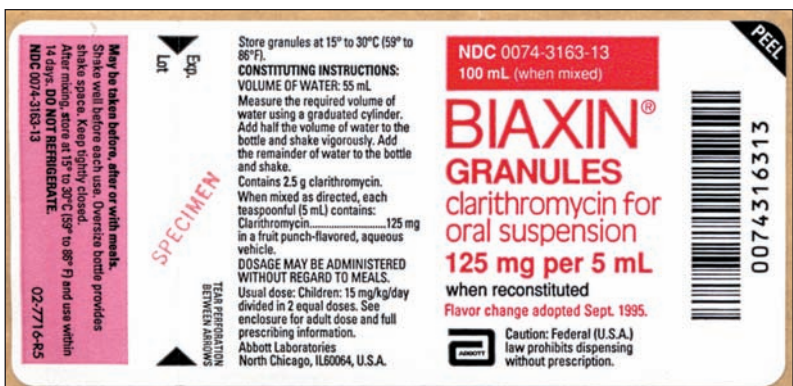 May be taken before, after or with meals.
Shake well before each use. Oversize bottle provides
shake space. Keep tightly closed.
After mixing, store at 15° to 30°C (59° to 86° F) and use within
14 days. DO NOT REFRIGERATE.
NDC 0074-3163-13
02-7716-R5
Exp.
Lot
SPECIMEN
TEAR PERFORATION
BETWEEN ARROWS
Store granules at 15° to 30°C (59° to
86°F).
CONSTITUTING INSTRUCTIONS:
VOLUME OF WATER: 55 mL
Measure the required volume of
water using a graduated cylinder.
Add half the volume of water to the
bottle and shake vigorously. Add
the remainder of water to the bottle
and shake.
Contains 2.5 g clarithromycin.
When mixed as directed, each
teaspoonful (5 mL) contains:
Clarithromycin............................125 mg
in a fruit punch-flavored, aqueous
vehicle.
DOSAGE MAY BE ADMINISTERED
WITHOUT REGARD TO MEALS.
Usual dose: Children: 15 mg/kg/day
divided in 2 equal doses. See
enclosure for adult dose and full
prescribing information.
Abbott Laboratories
North Chicago, IL60064, U.S.A.
NDC 0074-3163-13
100 mL (when mixed)
BIAXIN®
GRANULES
clarithromycin for
oral suspension
125 mg per 5 mL
when reconstituted
Flavor change adopted Sept. 1995.
ABBOTT
Caution: Federal (U.S.A.)
law prohibits dispensing
without prescription.
PEEL
0074316313